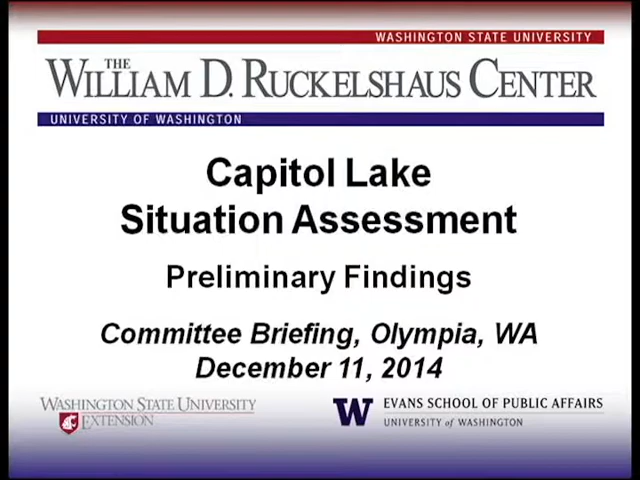 WASHINGTON STATE UNIVERSITY
THE
WILLIAM D. RUCKELSHAUS CENTER
UNIVERSITY OF WASHINGTON
Capitol Lake
Situation Assessment
Preliminary Findings
Committee Briefing, Olympia, WA
December 11, 2014
WASHINGTON STATE UNIVERSITY
EXTENSION
W EVANS SCHOOL OF PUBLIC AFFAIRS
UNIVERSITY of WASHINGTON